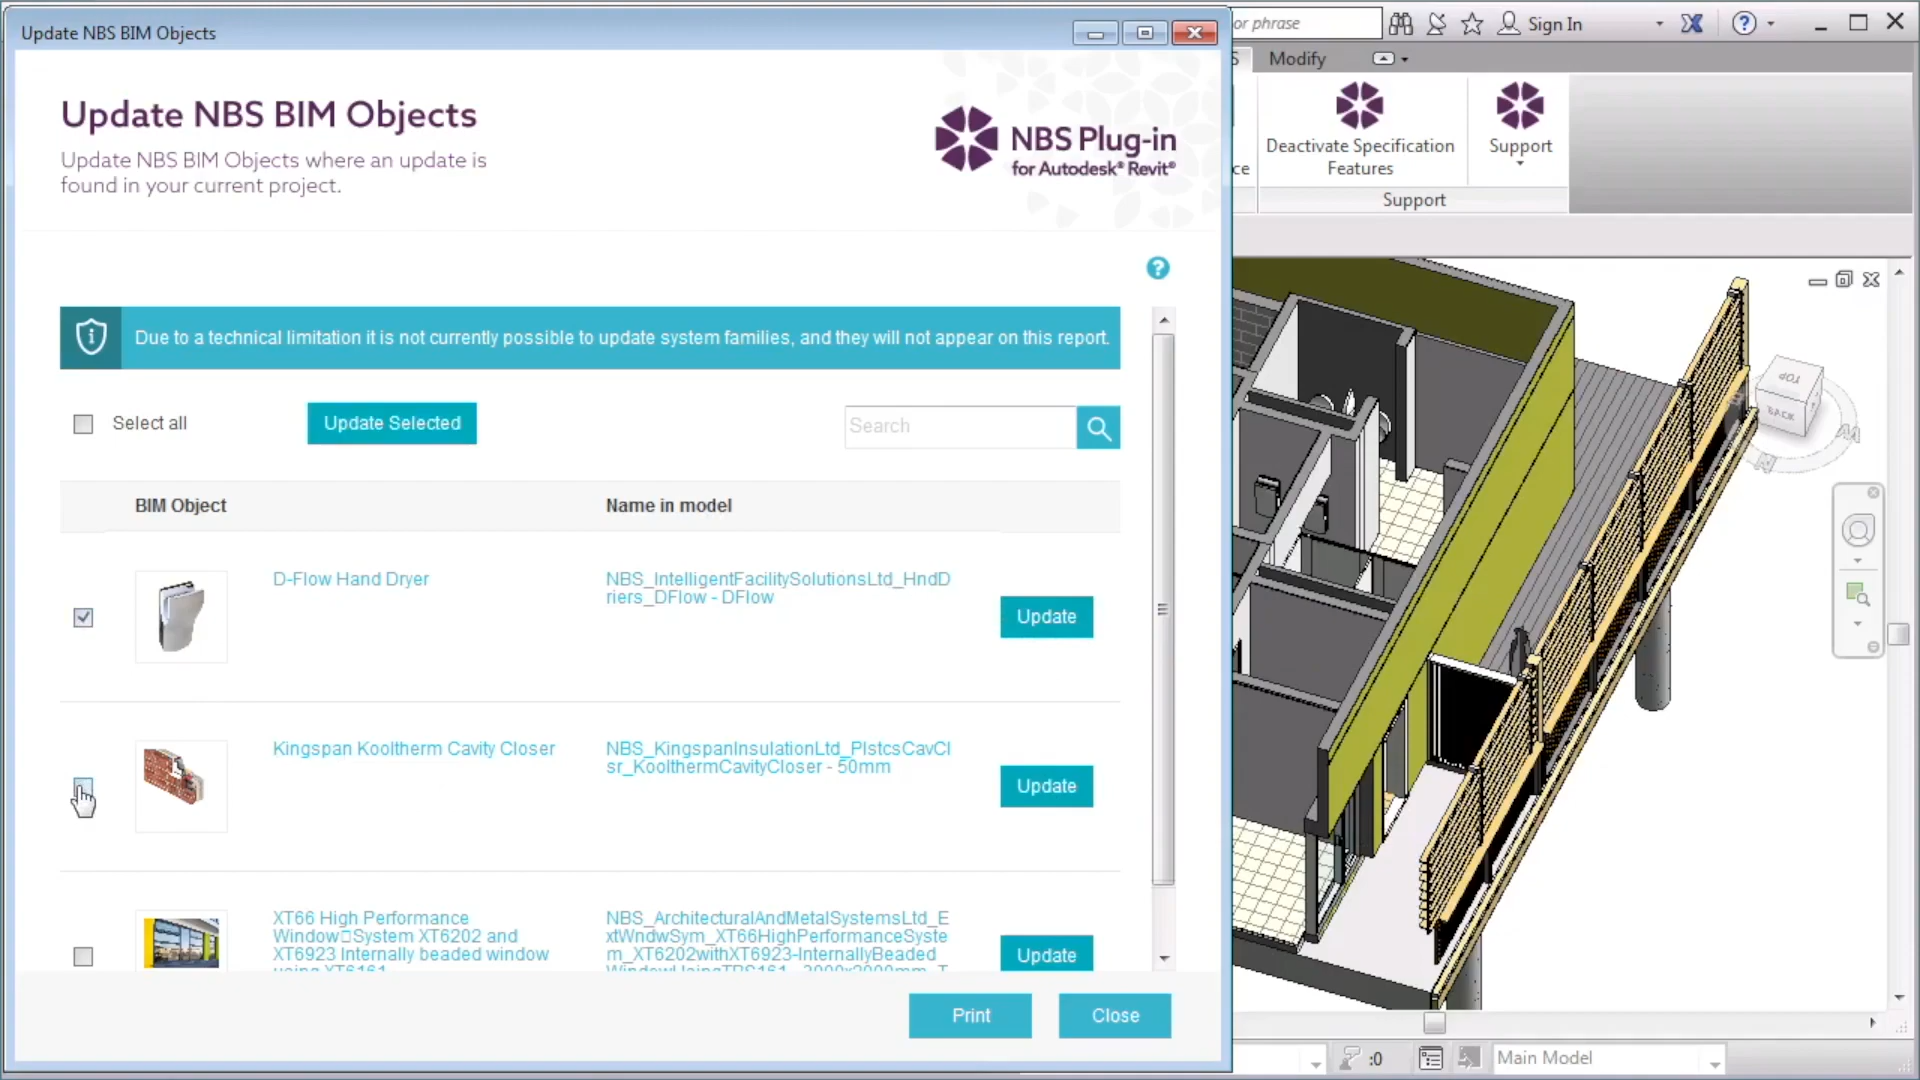 Update NBS BIM Objects
or phrase
Sign In
Update NBS BIM Objects
Update NBS BIM Objects where an update is
found in your current project.
NBS Plug-in
for Autodesk® Revit®
S
Modify
ce
Deactivate Specification
Features
Support
Support
?
Due to a technical limitation it is not currently possible to update system families, and they will not appear on this report.
Select all
Update Selected
Search
BIM Object
Name in model
D-Flow Hand Dryer
NBS_IntelligentFacilitySolutionsLtd_HndD
riers_DFlow - DFlow
Update
Kingspan Kooltherm Cavity Closer
NBS_KingspanInsulationLtd_PlstcsCavCl
sr_KoolthermCavityCloser - 50mm
Update
XT66 High Performance
Window□System XT6202 and
XT6923 Internally beaded window
using XT6161
NBS_ArchitecturalAndMetalSystemsLtd_E
xtWndwSym_XT66HighPerformanceSyste
m_XT6202withXT6923-InternallyBeaded
Update
Print
Close
TOP
BACK
:0
Main Model